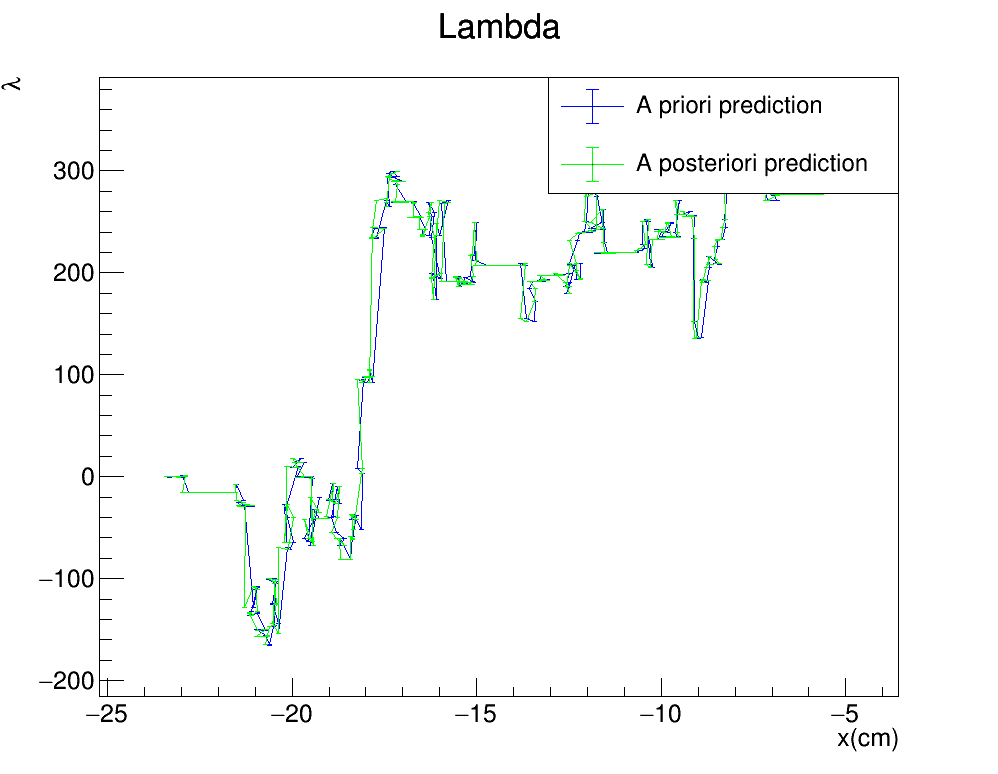 Lambda
λ
A priori prediction
A posteriori prediction
300
200
100
0
−100
−200
−25 −20 −15 −10 −5
x(cm)